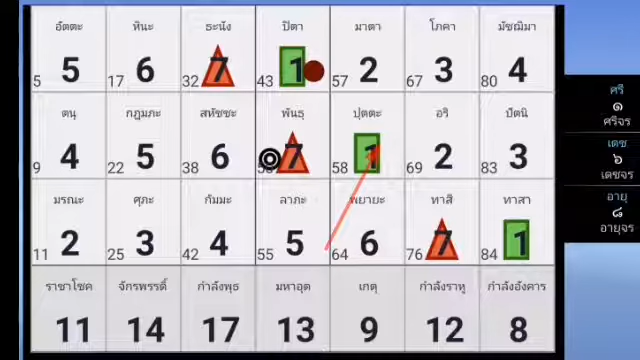 อัตตะ หินะ ธะนัง ปิตา มาตา โภคา มัชฌิมา
5 6 7 1 2 3 4
5 17 32 43 57 67 80
ตนุ กฎุมภะ สหัชชะ พันธุ ปุตตะ อริ ปัตนิ
4 5 6 7 1 2 3
9 22 38 58 69 83
มรณะ ศุภะ กัมมะ ลาภะ พยายะ ทาสี ทาสา
2 3 4 5 6 7 1
11 25 42 55 64 76 84
ราชาโชค จักรพรรดิ์ กำลังพุธ มหาอุด เกตุ กำลังราหู กำลังอังคาร
11 14 17 13 9 12 8
ศรี
๑
ศรีจร
เดช
๖
เดชจร
อายุ
๘
อายุจร